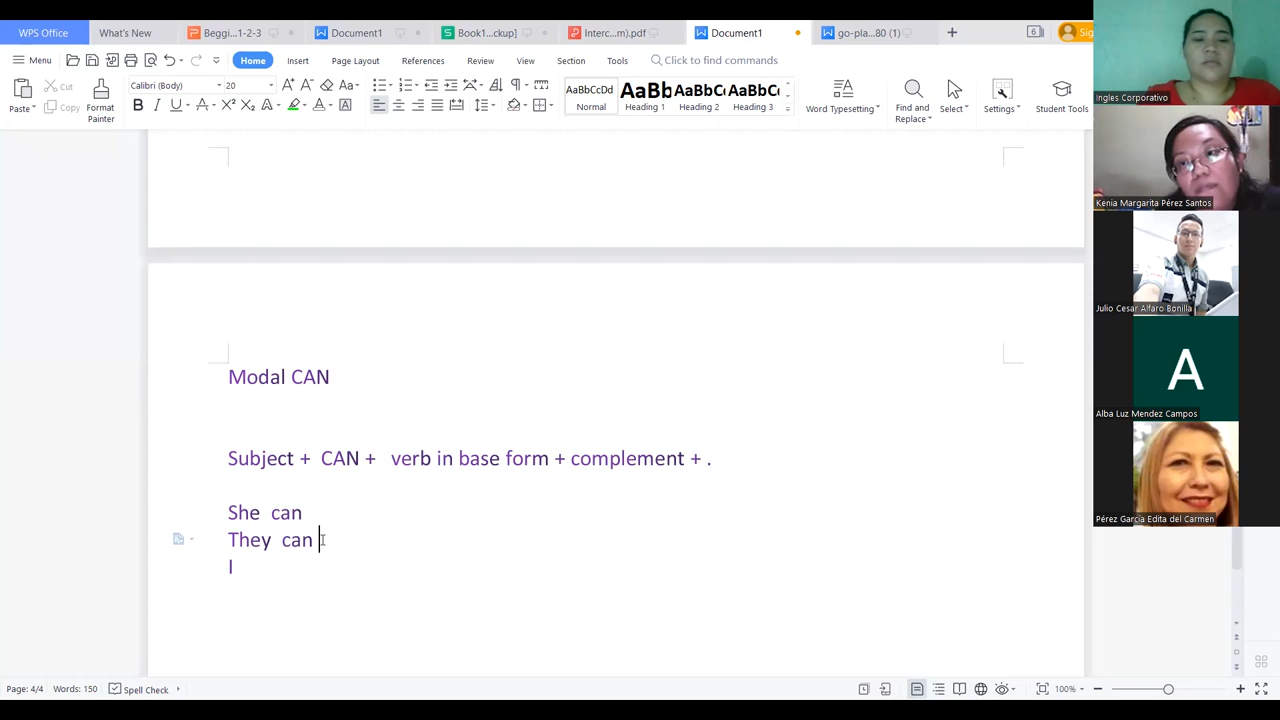 WPS Office
What's New
Beggi...1-2-3
Document1
Book1...ckup]
Interc...m).pdf
Document1
go-pla...80 (1)
6
Sig
Menu
Home
Insert
Page Layout
References
Review
View
Section
Tools
Click to find commands
Paste
Cut
Copy
Format Painter
Calibri (Body)
20
AaBbCcDd
Normal
AaBb
Heading 1
AaBbC
Heading 2
AaBbC
Heading 3
Word Typesetting
Find and Replace
Select
Settings
Student Tools
Modal CAN
Subject + CAN + verb in base form + complement + .
She can
They can
I
Page: 4/4
Words: 150
Spell Check
100%
Ingles Corporativo
Kenia Margarita Pérez Santos
Julio Cesar Alfaro Bonilla
A
Alba Luz Mendez Campos
Pérez García Edita del Carmen